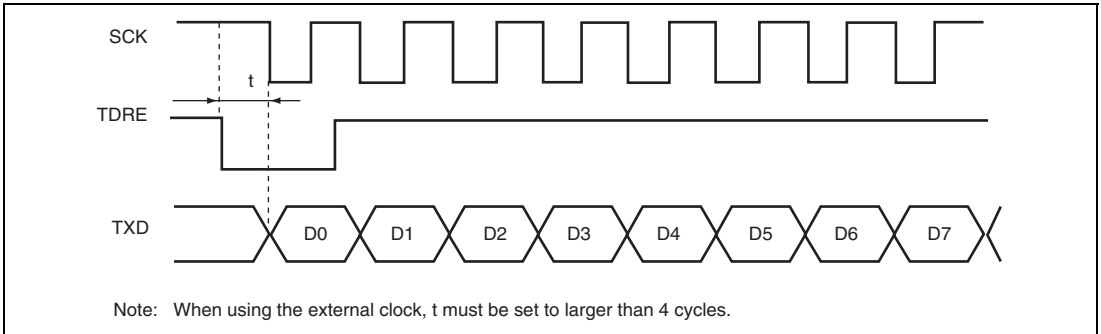 SCK
t
TDRE
TXD
D0 D1 D2 D3 D4 D5 D6 D7
Note: When using the external clock, t must be set to larger than 4 cycles.